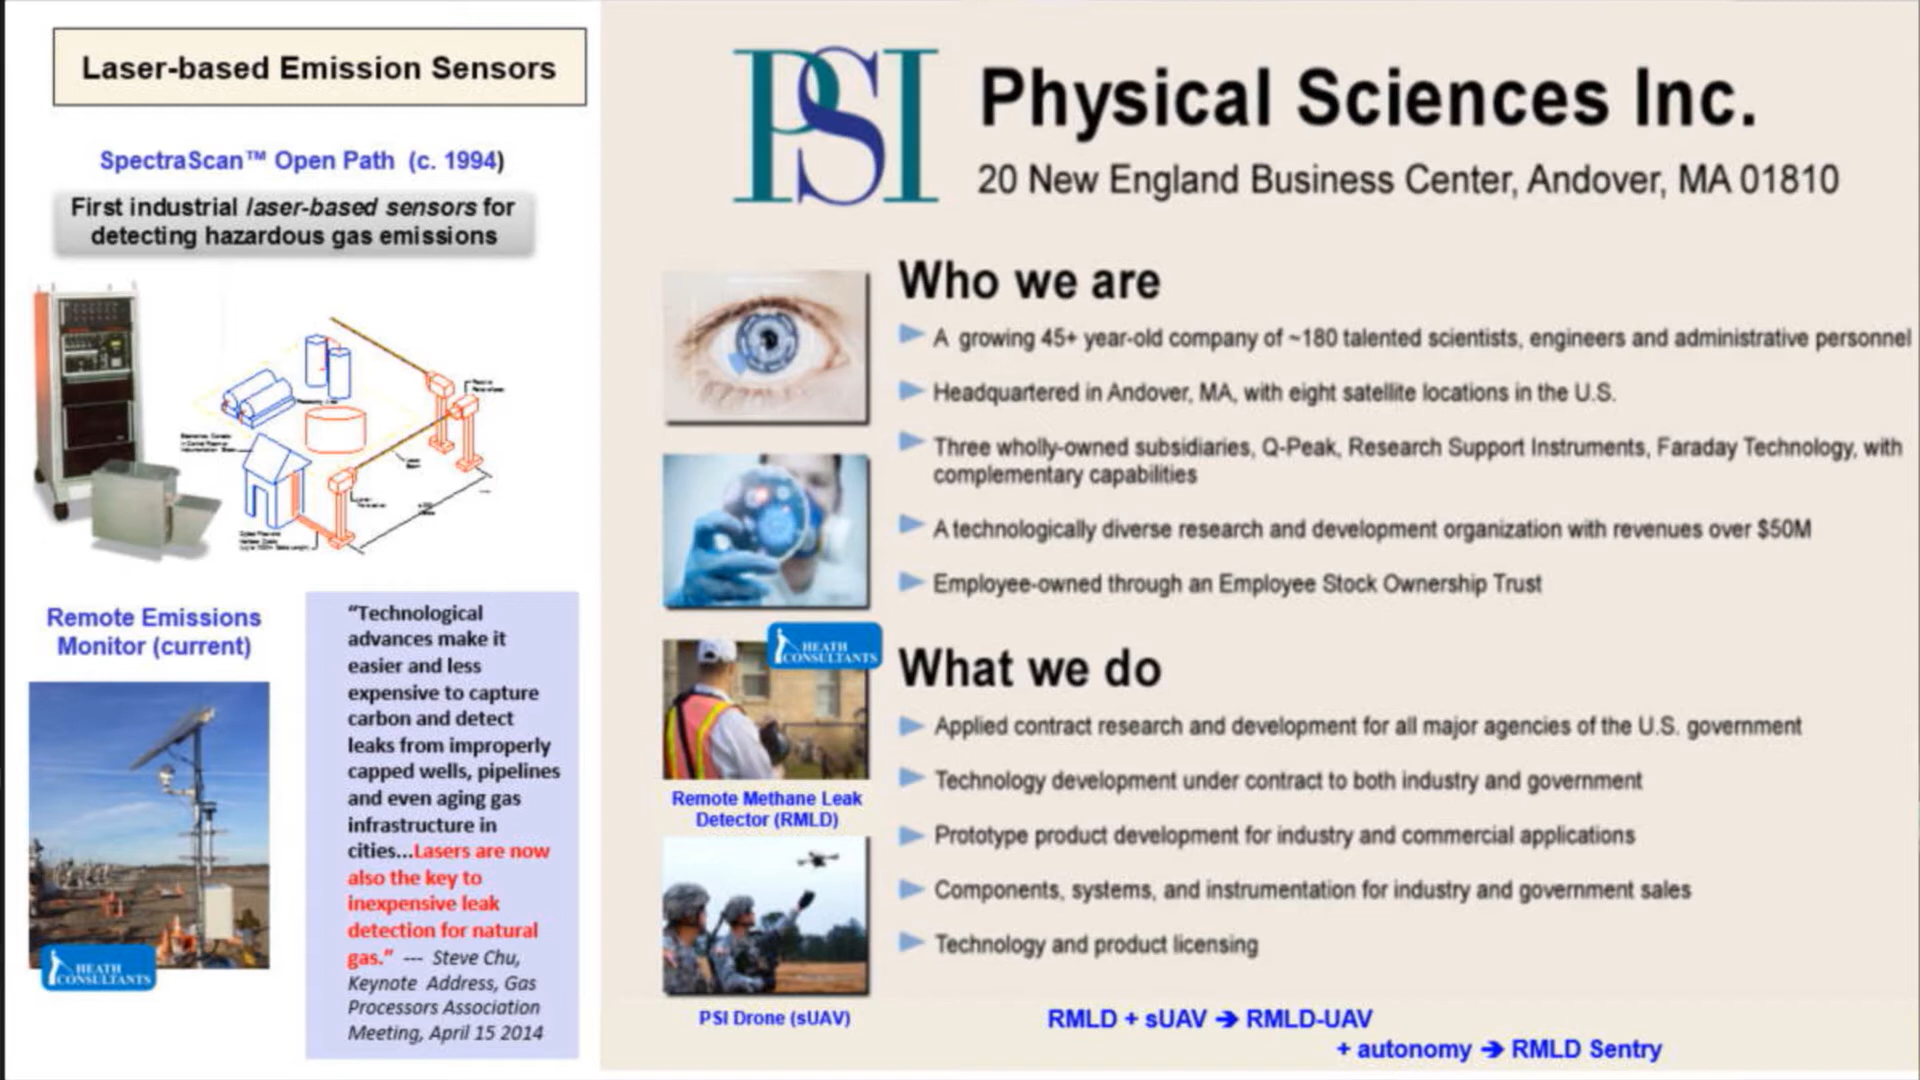 Laser-based Emission Sensors
SpectraScan™ Open Path (c. 1994)
First industrial laser-based sensors for
detecting hazardous gas emissions
Remote Emissions
Monitor (current)
HEATH
CONSULTANTS
“Technological
advances make it
easier and less
expensive to capture
carbon and detect
leaks from improperly
capped wells, pipelines
and even aging gas
infrastructure in
cities...Lasers are now
also the key to
inexpensive leak
detection for natural
gas.” --- Steve Chu,
Keynote Address, Gas
Processors Association
Meeting, April 15 2014
PSI
Physical Sciences Inc.
20 New England Business Center, Andover, MA 01810
Who we are
A growing 45+ year-old company of ~180 talented scientists, engineers and administrative personnel
Headquartered in Andover, MA, with eight satellite locations in the U.S.
Three wholly-owned subsidiaries, Q-Peak, Research Support Instruments, Faraday Technology, with
complementary capabilities
A technologically diverse research and development organization with revenues over $50M
Employee-owned through an Employee Stock Ownership Trust
HEATH
CONSULTANTS
Remote Methane Leak
Detector (RMLD)
PSI Drone (sUAV)
What we do
Applied contract research and development for all major agencies of the U.S. government
Technology development under contract to both industry and government
Prototype product development for industry and commercial applications
Components, systems, and instrumentation for industry and government sales
Technology and product licensing
RMLD + sUAV ➔ RMLD-UAV
+ autonomy ➔ RMLD Sentry